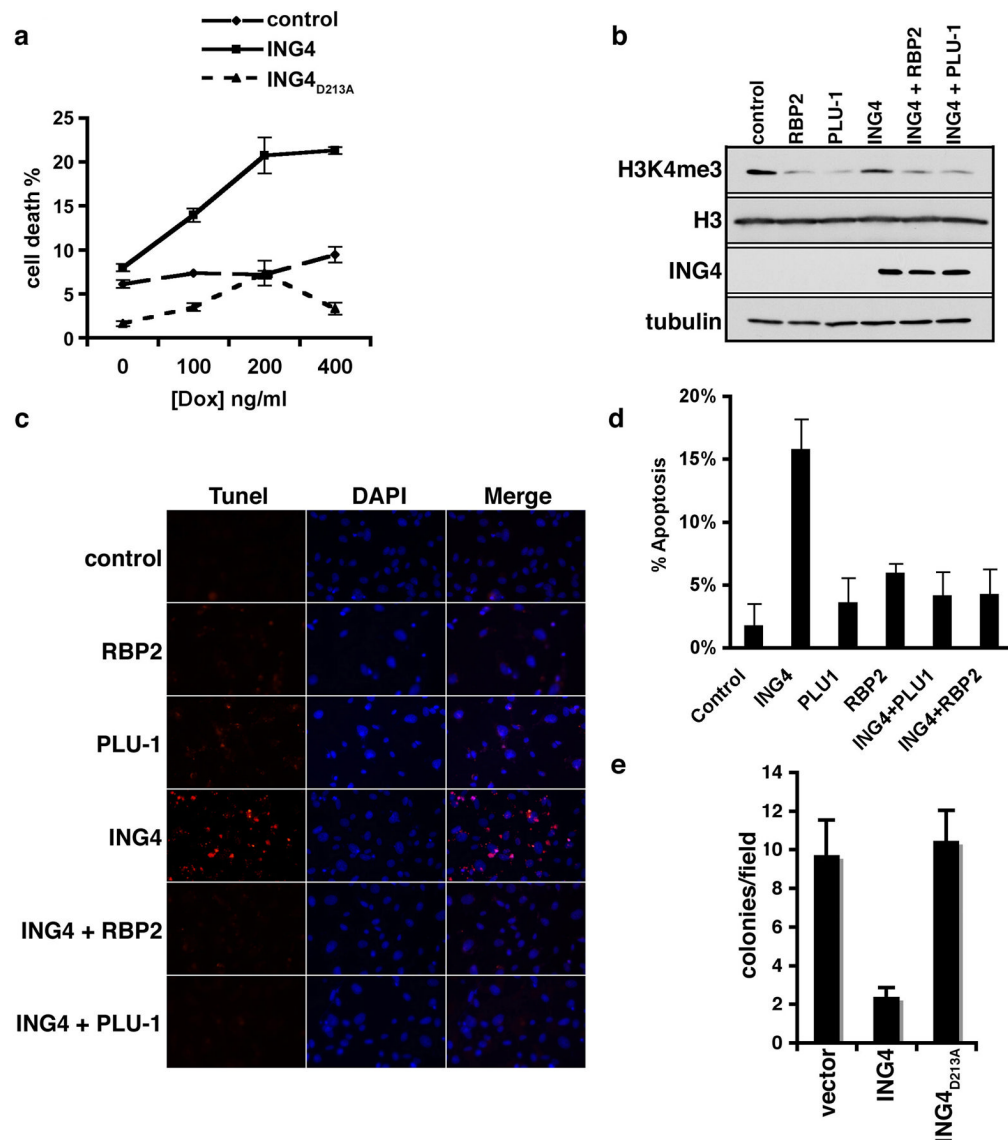 a
control
ING4
ING4D213A
25
20
15
10
5
0
cell death %
0 100 200 400
[Dox] ng/ml
b
control
RBP2
PLU-1
ING4
ING4 + RBP2
ING4 + PLU-1
H3K4me3
H3
ING4
tubulin
c
Tunel DAPI Merge
control
RBP2
PLU-1
ING4
ING4 + RBP2
ING4 + PLU-1
d
20%
15%
10%
5%
0%
% Apoptosis
Control
ING4
PLU1
RBP2
ING4+PLU1
ING4+RBP2
e
14
12
10
8
6
4
2
0
colonies/field
vector
ING4
ING4D213A